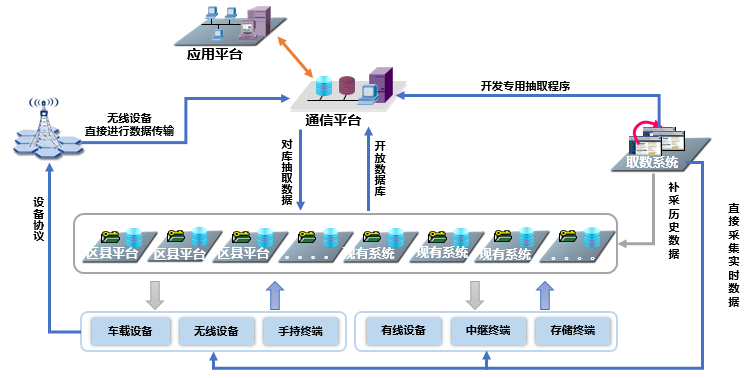 应用平台
开发专用抽取程序
无线设备
直接进行数据传输
通信平台
对库抽取数据
开放数据库
取数系统
设备协议
补采历史数据
直接采集实时数据
区县平台
区县平台
区县平台
。。。。
现有系统
现有系统
现有系统
。。。。
车载设备
无线设备
手持终端
有线设备
中继终端
存储终端